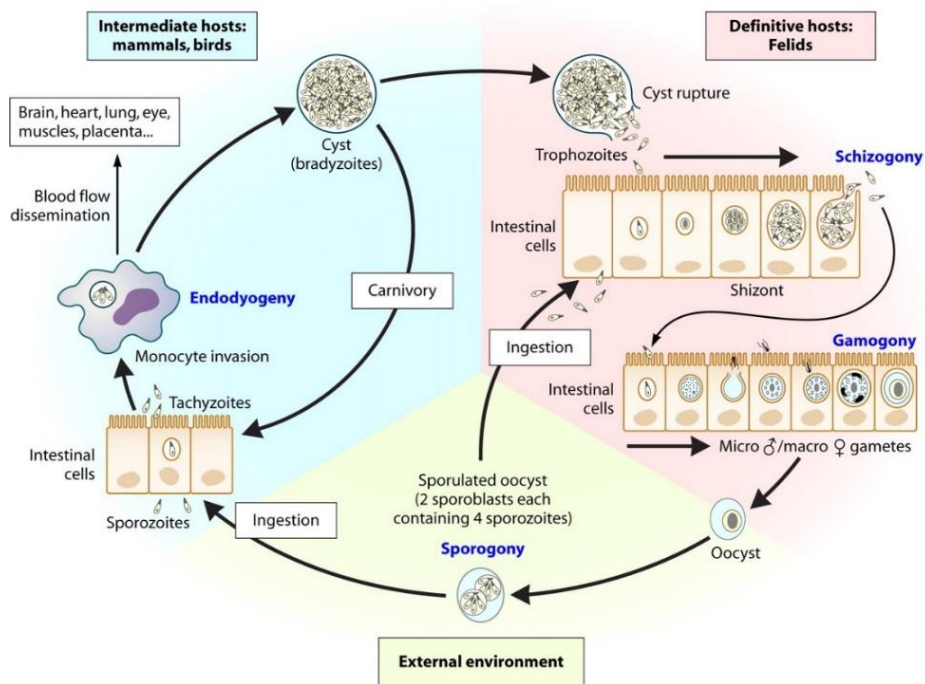 Intermediate hosts:
mammals, birds
Definitive hosts:
Felids
Brain, heart, lung, eye,
muscles, placenta...
Cyst
(bradyzoites)
Cyst rupture
Trophozoites
Schizogony
Blood flow
dissemination
Intestinal
cells
Shizont
Endodyogeny
Carnivory
Monocyte invasion
Ingestion
Gamogony
Tachyzoites
Intestinal
cells
Intestinal
cells
Micro ♂/macro ♀ gametes
Sporozoites
Ingestion
Sporulated oocyst
(2 sporoblasts each
containing 4 sporozoites)
Sporogony
Oocyst
External environment